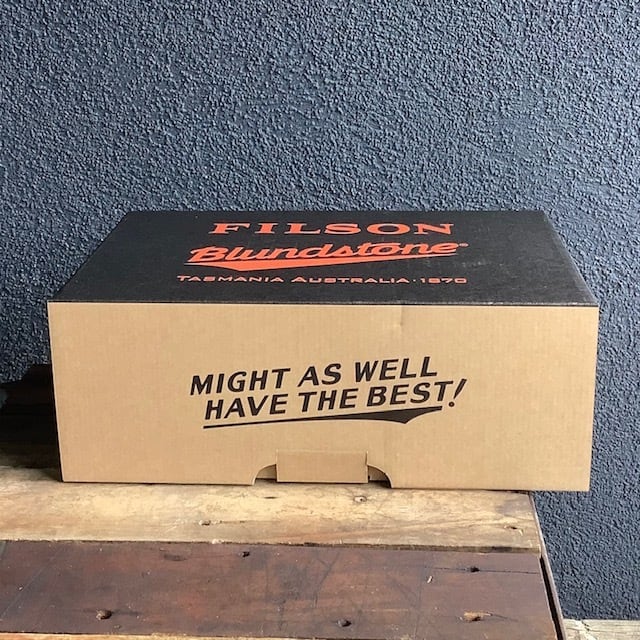 FILSON
Blundstone®
TASMANIA AUSTRALIA · 1870
MIGHT AS WELL
HAVE THE BEST!